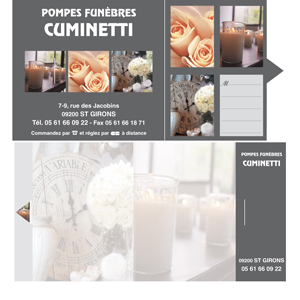 POMPES FUNÈBRES
CUMINETTI
7-9, rue des Jacobins
09200 ST GIRONS
Tél. 05 61 66 09 22 - Fax 05 61 66 18 71
Commandez par et réglez par à distance
M
VARIABLE
POMPES FUNÈBRES
CUMINETTI
09200 ST GIRONS
05 61 66 09 22